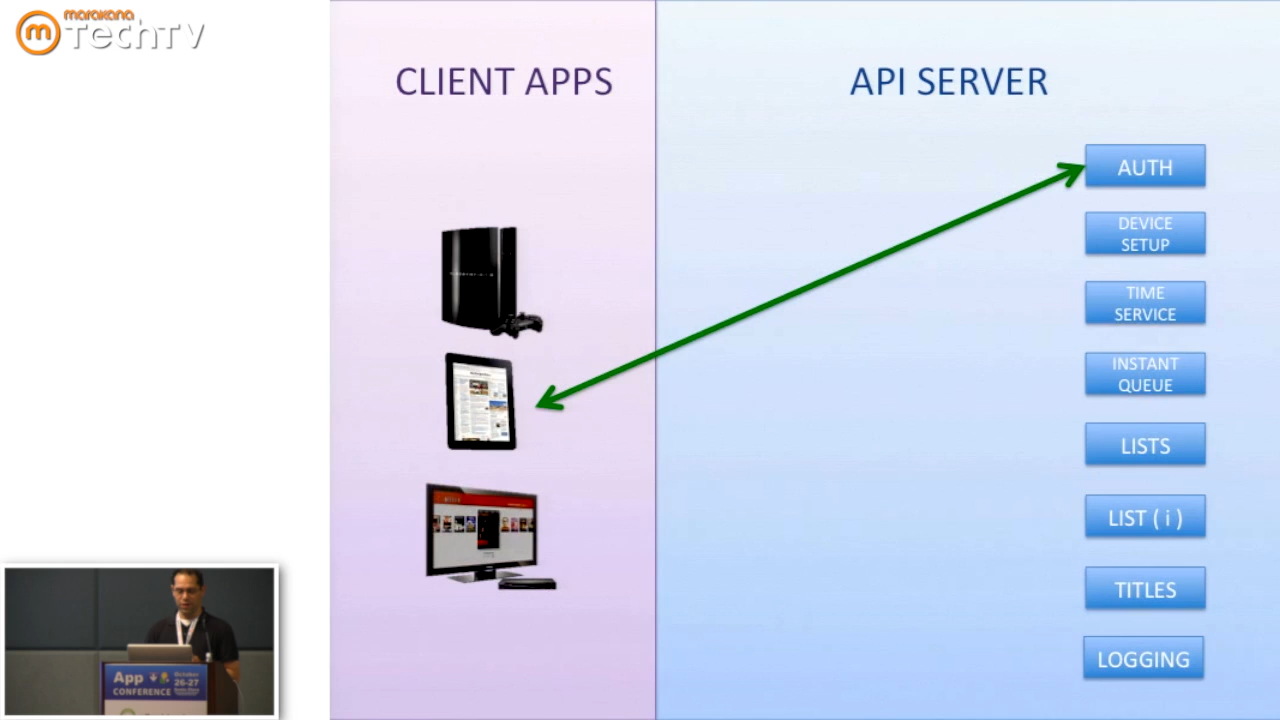 marakana
TechTV
CLIENT APPS
API SERVER
AUTH
DEVICE
SETUP
TIME
SERVICE
INSTANT
QUEUE
LISTS
LIST ( i )
TITLES
LOGGING
App
CONFERENCE
October
26-27